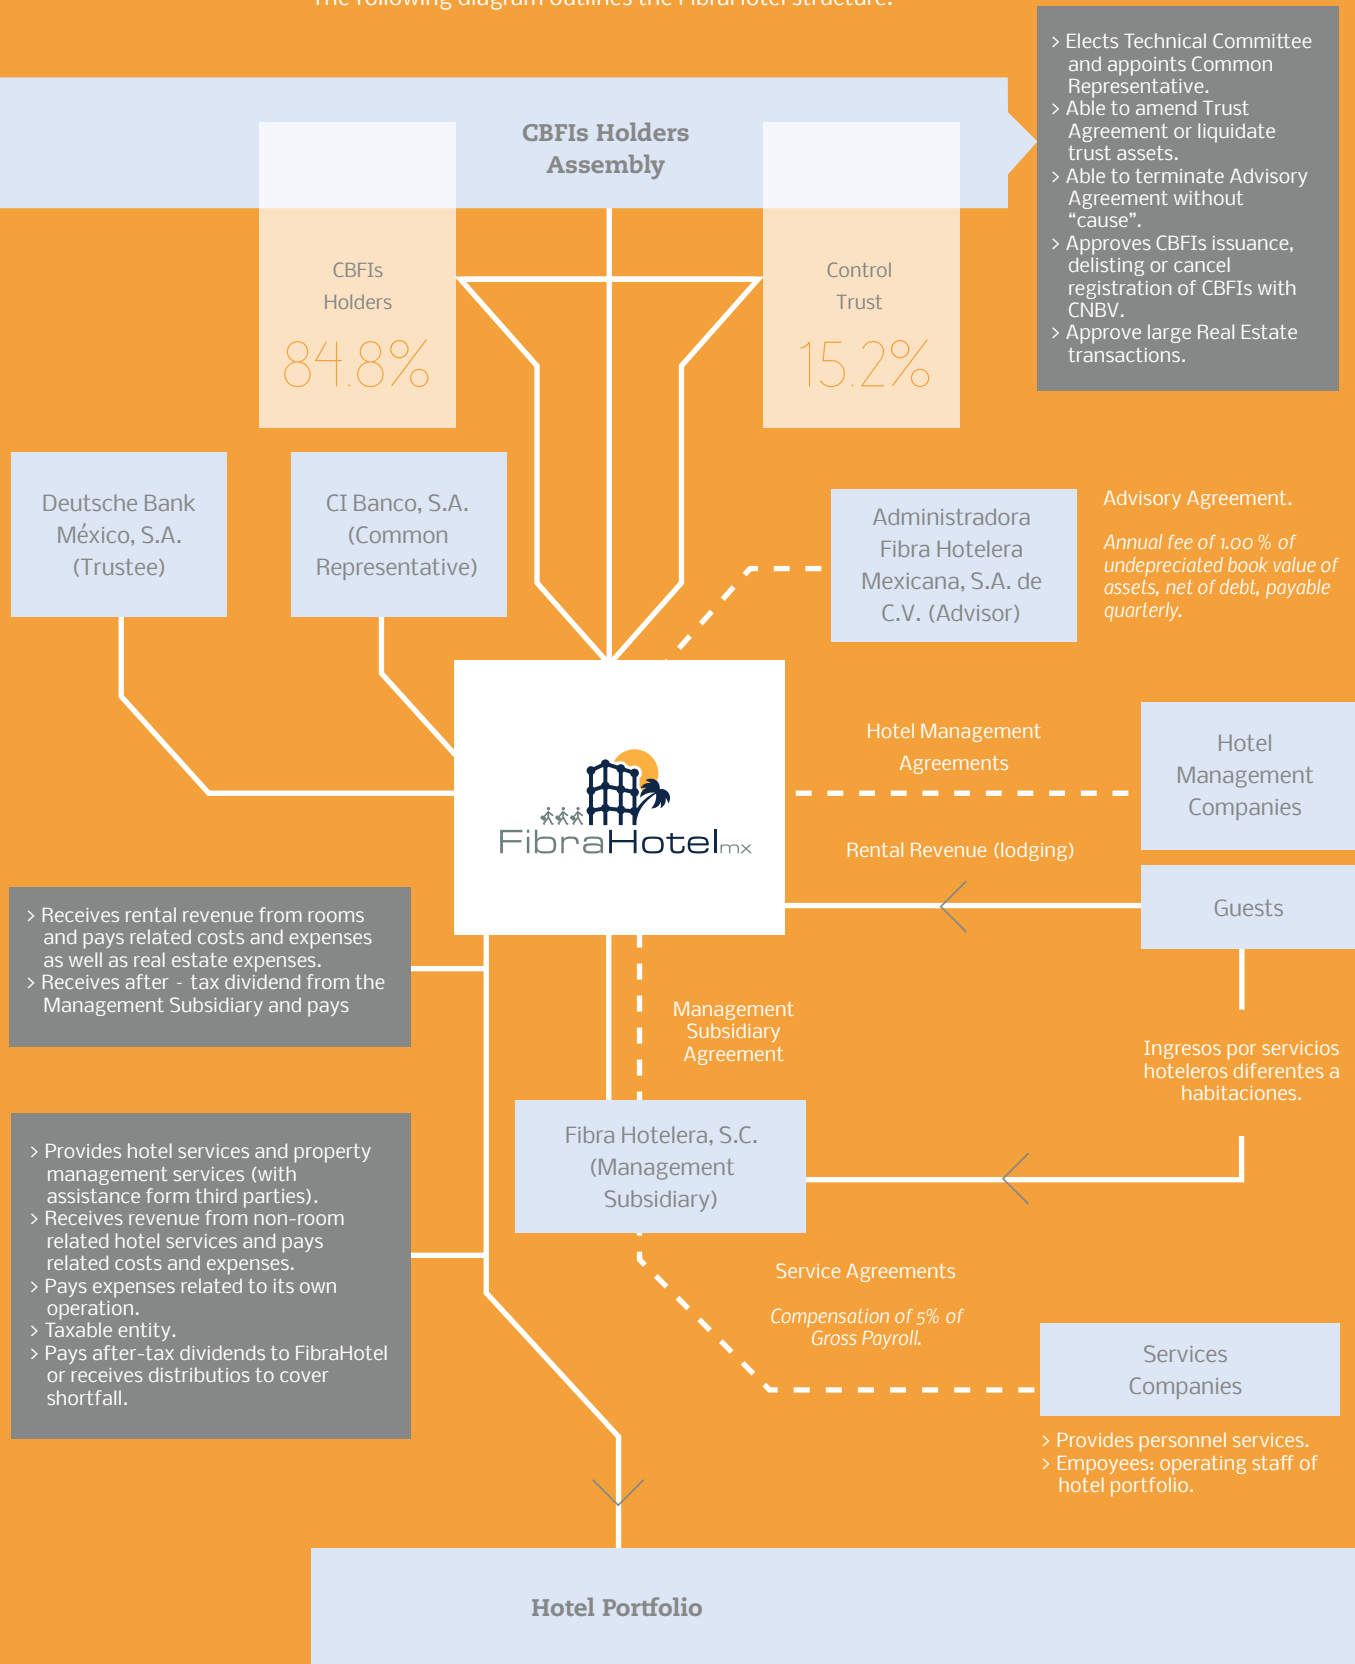 The following diagram outlines the FibraHotel structure.
> Elects Technical Committee
and appoints Common
Representative.
> Able to amend Trust
Agreement or liquidate
trust assets.
> Able to terminate Advisory
Agreement without
“cause”.
> Approves CBFIs issuance,
delisting or cancel
registration of CBFIs with
CNBV.
> Approve large Real Estate
transactions.
CBFIs Holders
Assembly
CBFIs
Holders
84.8%
Control
Trust
15.2%
Deutsche Bank
México, S.A.
(Trustee)
CI Banco, S.A.
(Common
Representative)
Administradora
Fibra Hotelera
Mexicana, S.A. de
C.V. (Advisor)
Advisory Agreement.
Annual fee of 1.00 % of
undepreciated book value of
assets, net of debt, payable
quarterly.
Hotel Management
Agreements
Hotel
Management
Companies
FibraHotel mx
Rental Revenue (lodging)
Guests
> Receives rental revenue from rooms
and pays related costs and expenses
as well as real estate expenses.
> Receives after - tax dividend from the
Management Subsidiary and pays
Management
Subsidiary
Agreement
Ingresos por servicios
hoteleros diferentes a
habitaciones.
> Provides hotel services and property
management services (with
assistance form third parties).
> Receives revenue from non-room
related hotel services and pays
related costs and expenses.
> Pays expenses related to its own
operation.
> Taxable entity.
> Pays after-tax dividends to FibraHotel
or receives distributios to cover
shortfall.
Fibra Hotelera, S.C.
(Management
Subsidiary)
Service Agreements
Compensation of 5% of
Gross Payroll.
Services
Companies
> Provides personnel services.
> Empoyees: operating staff of
hotel portfolio.
Hotel Portfolio